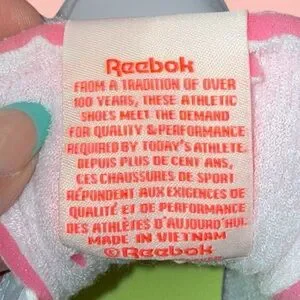 Reebok
FROM A TRADITION OF OVER
100 YEARS, THESE ATHLETIC
SHOES MEET THE DEMAND
FOR QUALITY & PERFORMANCE
REQUIRED BY TODAY'S ATHLETE.
DEPUIS PLUS DE CENT ANS,
CES CHAUSSURES DE SPORT
RÉPONDENT AUX EXIGENCES DE
QUALITÉ ET DE PERFORMANCE
DES ATHLÈTES D'AUJOURD'HUI.
MADE IN VIETNAM
©Reebok